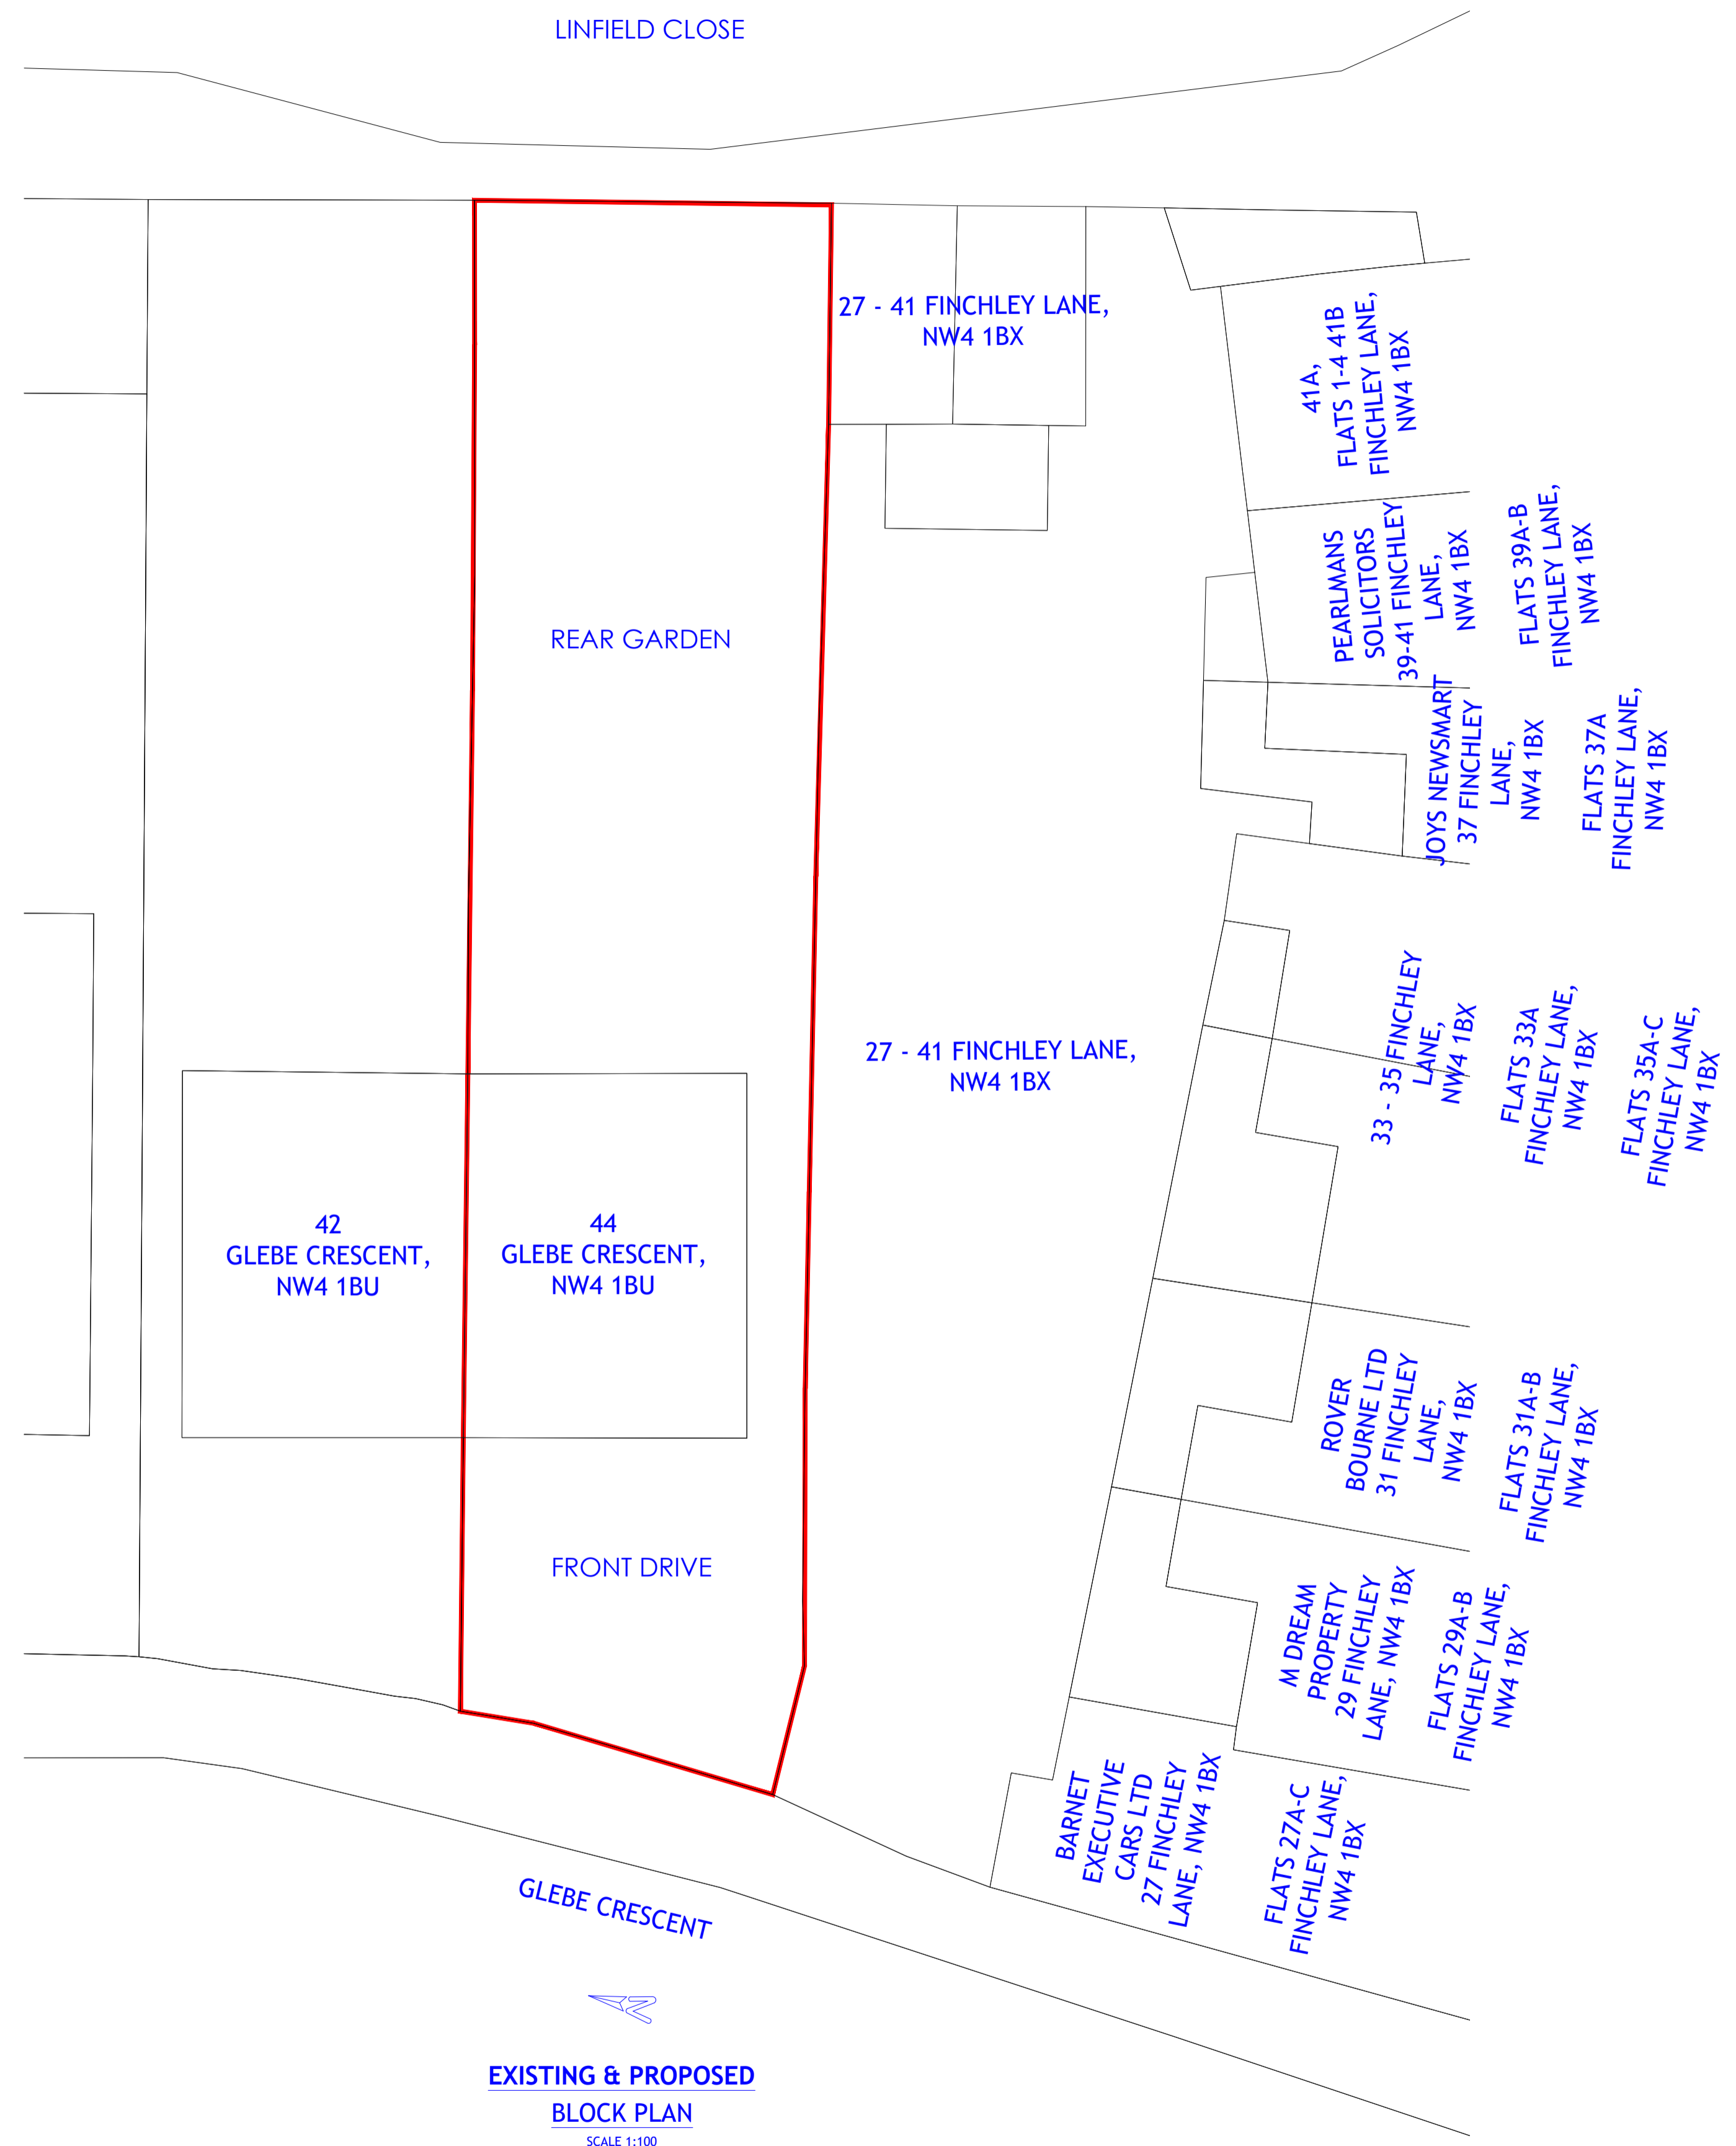 LINFIELD CLOSE
27 - 41 FINCHLEY LANE,
NW4 1BX
41A,
FLATS 1-4 41B
FINCHLEY LANE,
NW4 1BX
PEARLMANS
SOLICITORS
39-41 FINCHLEY
LANE,
NW4 1BX
FLATS 39A-B
FINCHLEY LANE,
NW4 1BX
REAR GARDEN
JOYS NEWSMART
37 FINCHLEY
LANE,
NW4 1BX
FLATS 37A
FINCHLEY LANE,
NW4 1BX
27 - 41 FINCHLEY LANE,
NW4 1BX
33 - 35 FINCHLEY
LANE,
NW4 1BX
FLATS 33A
FINCHLEY LANE,
NW4 1BX
FLATS 35A-C
FINCHLEY LANE,
NW4 1BX
42
GLEBE CRESCENT,
NW4 1BU
44
GLEBE CRESCENT,
NW4 1BU
ROVER
BOURNE LTD
31 FINCHLEY
LANE,
NW4 1BX
FLATS 31A-B
FINCHLEY LANE,
NW4 1BX
FRONT DRIVE
M DREAM
PROPERTY
29 FINCHLEY
LANE, NW4 1BX
FLATS 29A-B
FINCHLEY LANE,
NW4 1BX
BARNET
EXECUTIVE
CARS LTD
27 FINCHLEY
LANE, NW4 1BX
FLATS 27A-C
FINCHLEY LANE,
NW4 1BX
GLEBE CRESCENT
N
EXISTING & PROPOSED
BLOCK PLAN
SCALE 1:100